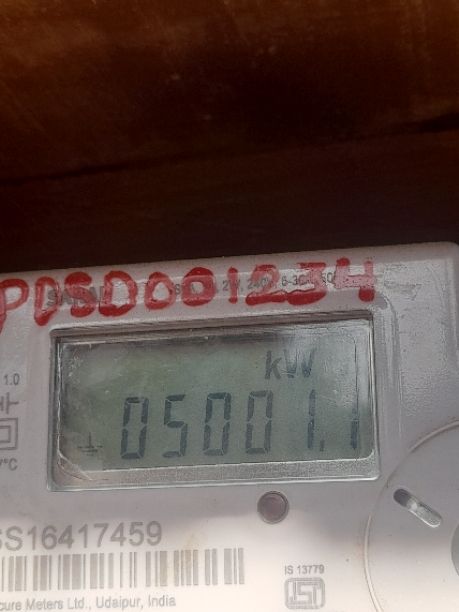 PDSD001234
kW
05001.1
1.0
SS16417459
IS 13779
cure Meters Ltd., Udaipur, India